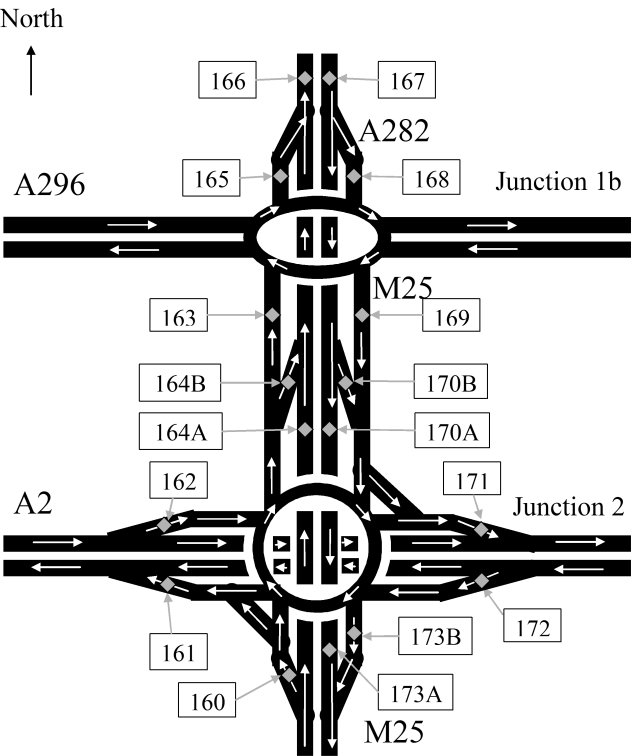 North
166
167
A282
165
168
A296
Junction 1b
M25
163
169
164B
170B
164A
170A
162
171
A2
Junction 2
161
172
173B
160
173A
M25